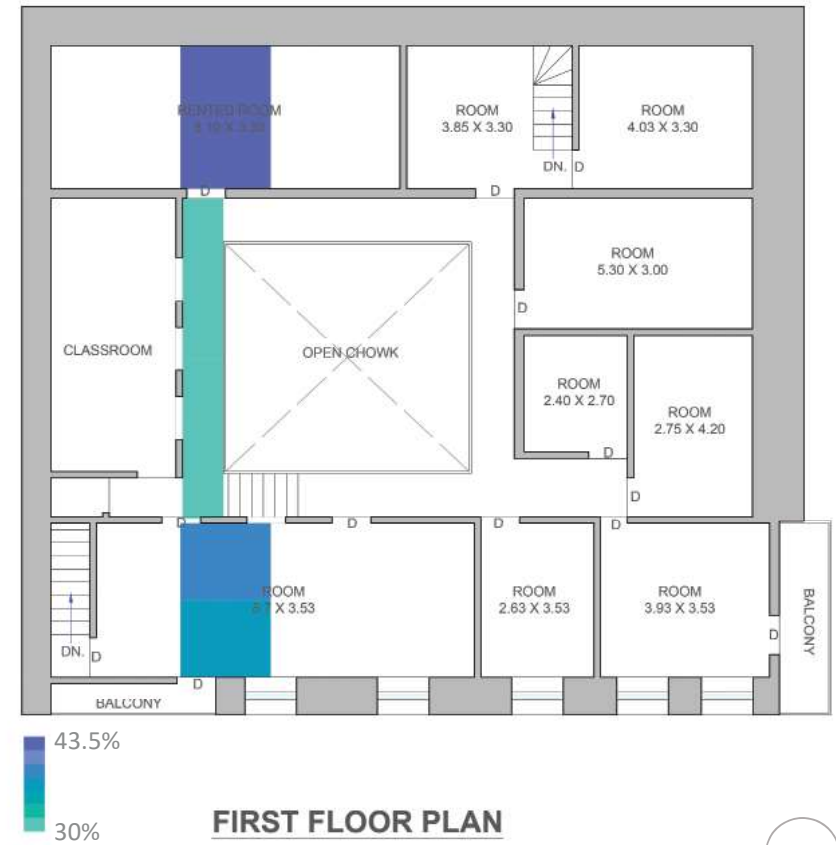 RENTED ROOM
ROOM
3.85 X 3.30
ROOM
4.03 X 3.30
DN.
D
D
D
ROOM
5.30 X 3.00
D
CLASSROOM
OPEN CHOWK
ROOM
2.40 X 2.70
ROOM
2.75 X 4.20
D
D
D
D
D
D
ROOM
X 3.53
ROOM
2.63 X 3.53
ROOM
3.93 X 3.53
BALCONY
D
DN.
D
D
BALCONY
43.5%
30%
FIRST FLOOR PLAN